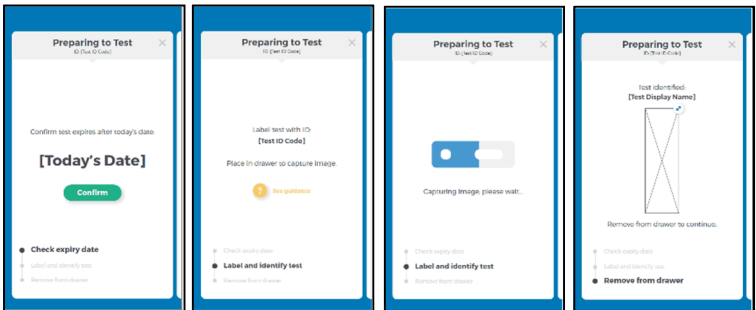 Preparing to Test
ID: [Test ID Code]
Confirm test expires after today's date:
[Today's Date]
Confirm
Check expiry date
Label and identify test
Remove from drawer
Preparing to Test
ID: [Test ID Code]
Label test with ID:
[Test ID Code]
Place in drawer to capture image.
? See guidance
Check expiry date
Label and identify test
Remove from drawer
Preparing to Test
ID: [Test ID Code]
Capturing image, please wait...
Check expiry date
Label and identify test
Remove from drawer
Preparing to Test
ID: [Test ID Code]
Test identified:
[Test Display Name]
Remove from drawer to continue.
Check expiry date
Label and identify test
Remove from drawer